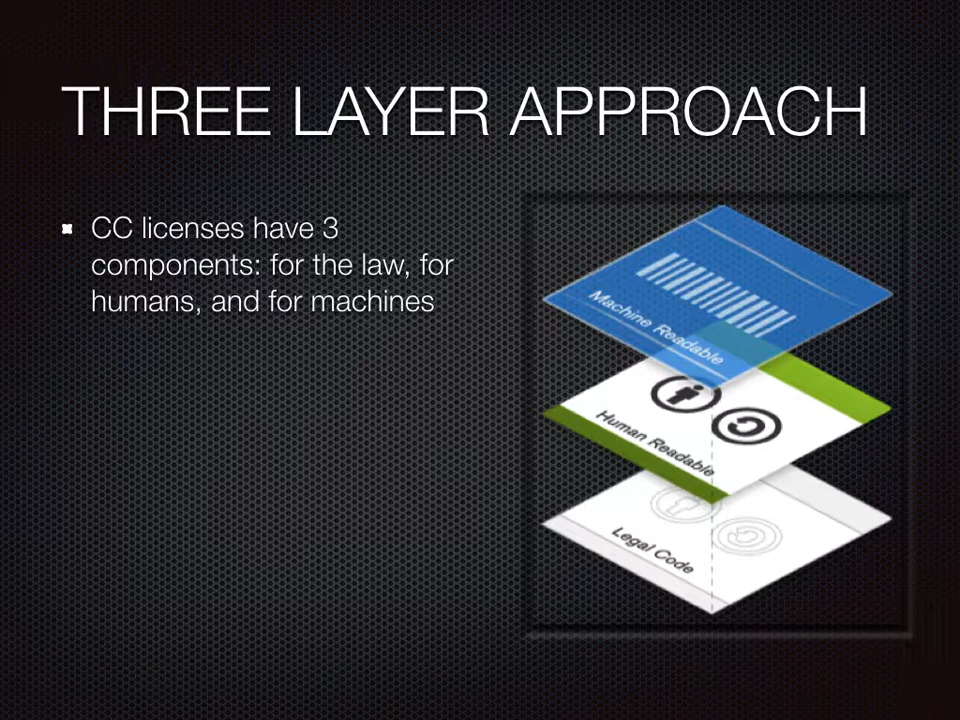 THREE LAYER APPROACH
CC licenses have 3
components: for the law, for
humans, and for machines
Machine Readable
Human Readable
Legal Code